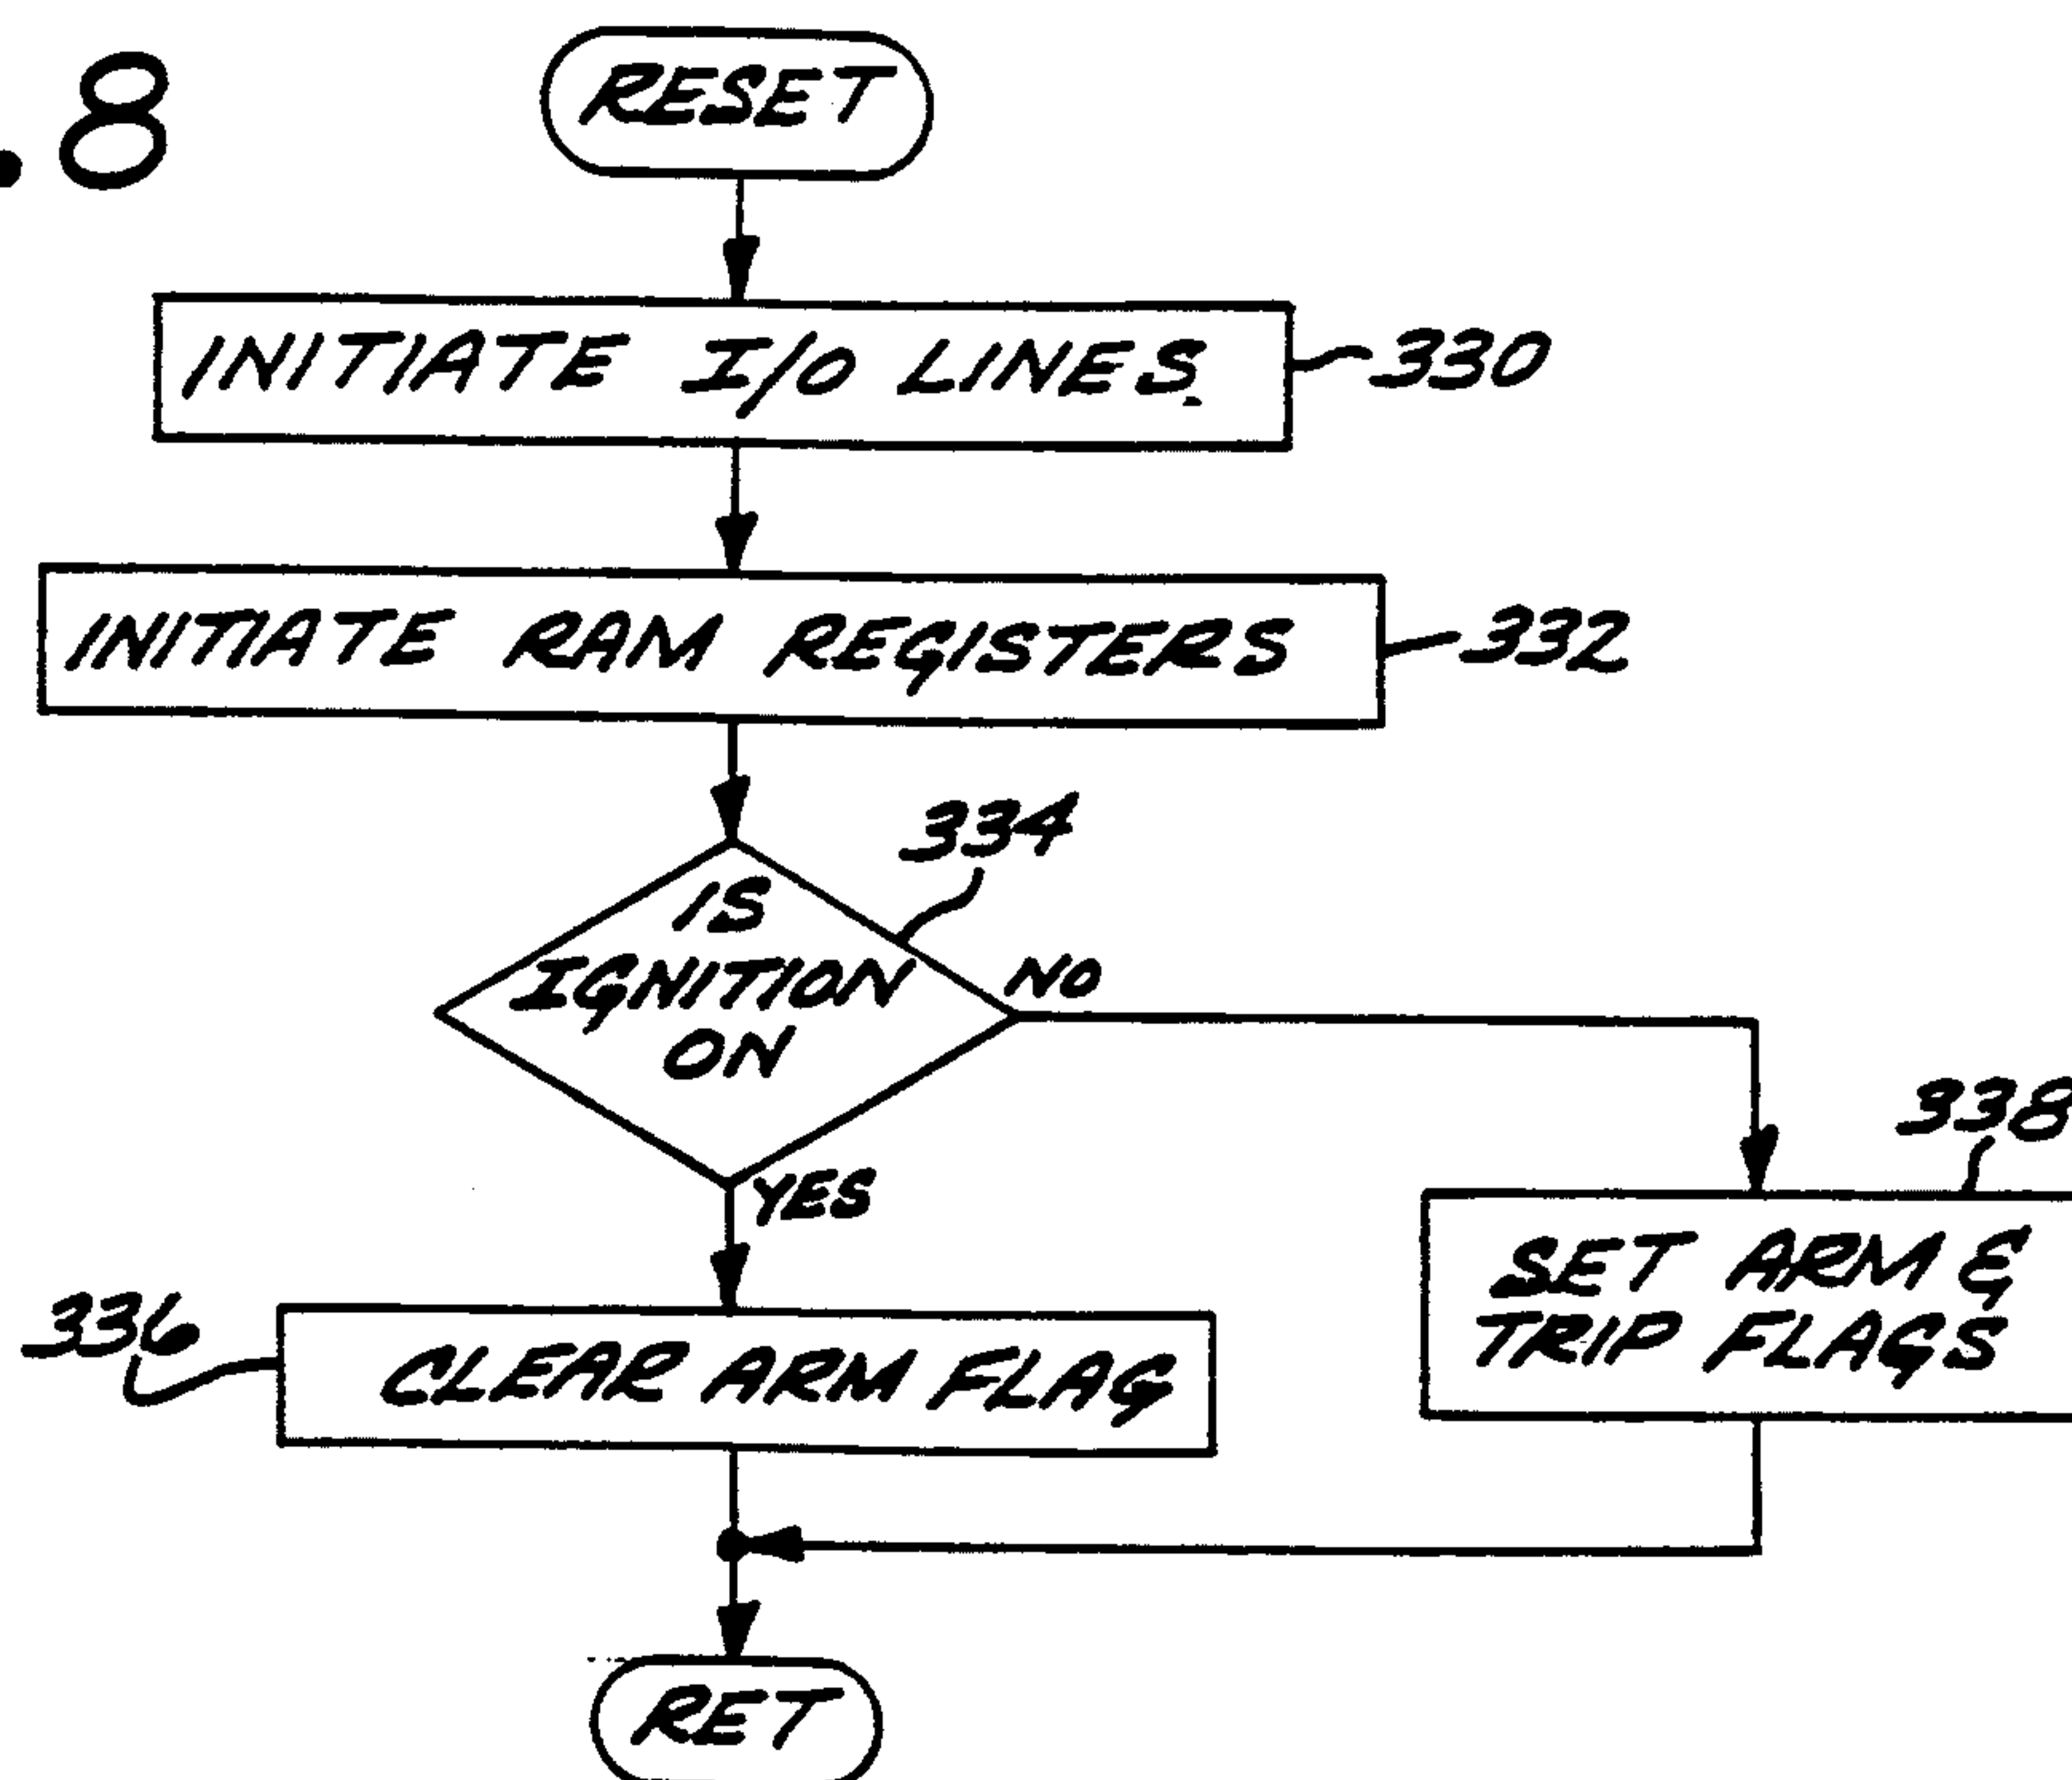 .8
RESET
INITIATE I/O LINES.
330
INITIATE RAM REGISTERS
332
334
IS
IGNITION
ON
NO
YES
338
SET ARM &
TRIP FLAGS
336
CLEAR ARM FLAG
RET